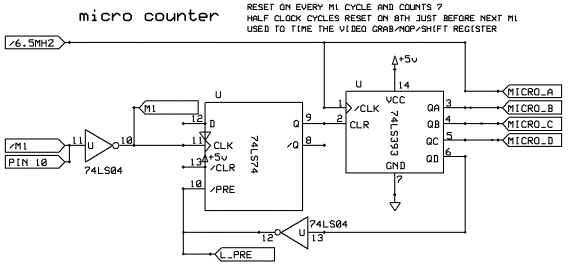 micro counter
RESET ON EVERY M1 CYCLE AND COUNTS 7
HALF CLOCK CYCLES RESET ON 8TH JUST BEFORE NEXT M1
USED TO TIME THE VIDEO GRAB/NOP/SHIFT REGISTER
/6.5MHZ
+5v
14
U
MICRO_A
1
/CLK
VCC
QA
3
MICRO_B
2
CLR
74LS393
QB
4
MICRO_C
QC
5
MICRO_D
GND
QD
6
7
U
M1
12
D
Q
9
74LS74
/M1
11
U
10
11
CLK
/Q
8
PIN 10
74LS04
+5v
13
/CLR
10
/PRE
74LS04
12
U
13
L_PRE